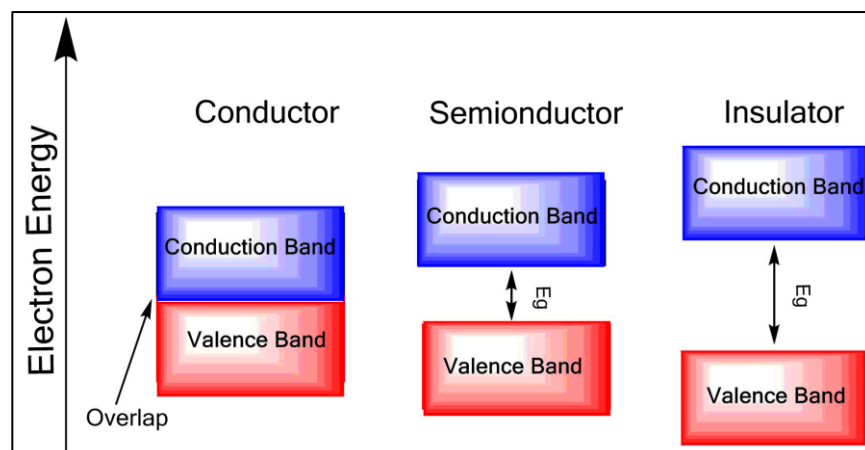 Electron Energy
Conductor
Semionductor
Insulator
Conduction Band
Conduction Band
Conduction Band
Eg
Eg
Valence Band
Valence Band
Valence Band
Overlap